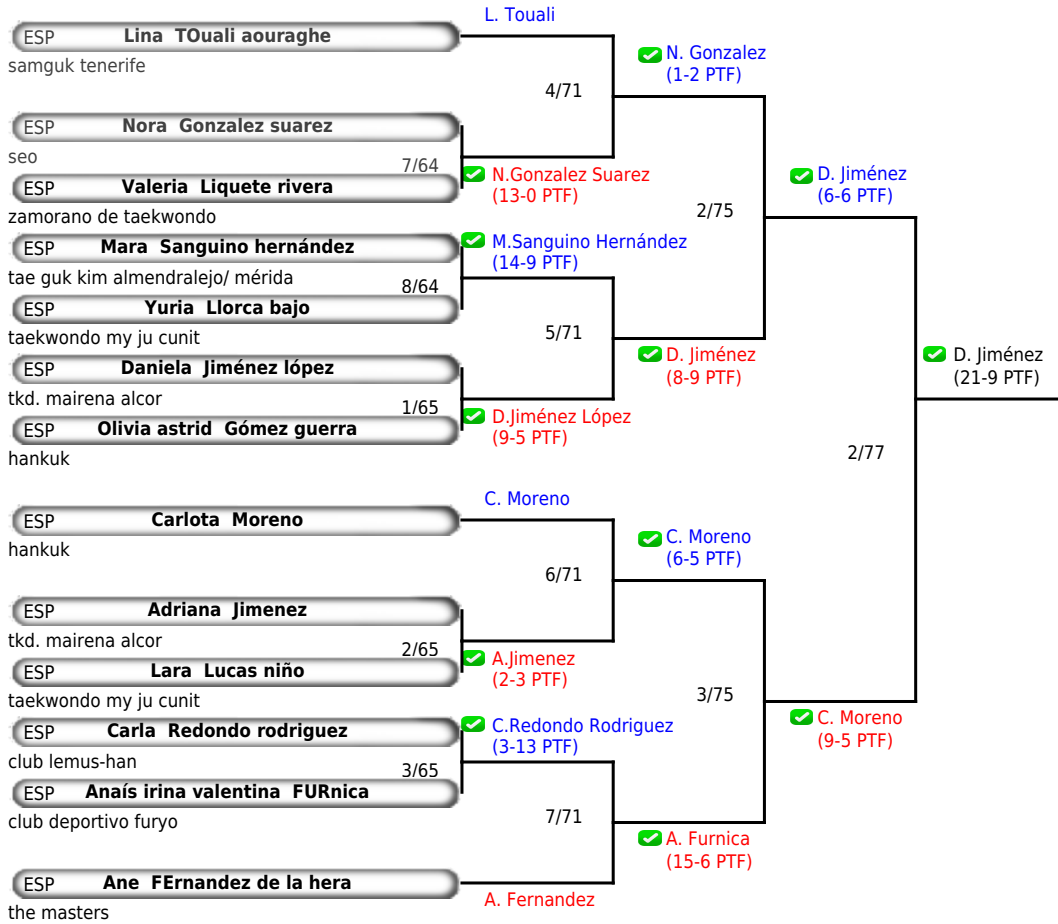 L. Touali
ESP Lina TOuali aouraghe
samguk tenerife
N. Gonzalez
(1-2 PTF)
4/71
ESP Nora Gonzalez suarez
seo
7/64
N.Gonzalez Suarez
(13-0 PTF)
ESP Valeria Liquete rivera
zamorano de taekwondo
D. Jiménez
(6-6 PTF)
2/75
ESP Mara Sanguino hernández
tae guk kim almendralejo/ mérida
M.Sanguino Hernández
(14-9 PTF)
8/64
ESP Yuria Llorca bajo
taekwondo my ju cunit
5/71
D. Jiménez
(8-9 PTF)
D. Jiménez
(21-9 PTF)
ESP Daniela Jiménez lópez
tkd. mairena alcor
1/65
D.Jiménez López
(9-5 PTF)
ESP Olivia astrid Gómez guerra
hankuk
2/77
C. Moreno
ESP Carlota Moreno
hankuk
C. Moreno
(6-5 PTF)
6/71
ESP Adriana Jimenez
tkd. mairena alcor
2/65
A.Jimenez
(2-3 PTF)
ESP Lara Lucas niño
taekwondo my ju cunit
3/75
C. Moreno
(9-5 PTF)
ESP Carla Redondo rodriguez
club lemus-han
C.Redondo Rodriguez
(3-13 PTF)
3/65
ESP Anaís irina valentina FURnica
club deportivo furyo
7/71
A. Furnica
(15-6 PTF)
ESP Ane FErnandez de la hera
the masters
A. Fernandez